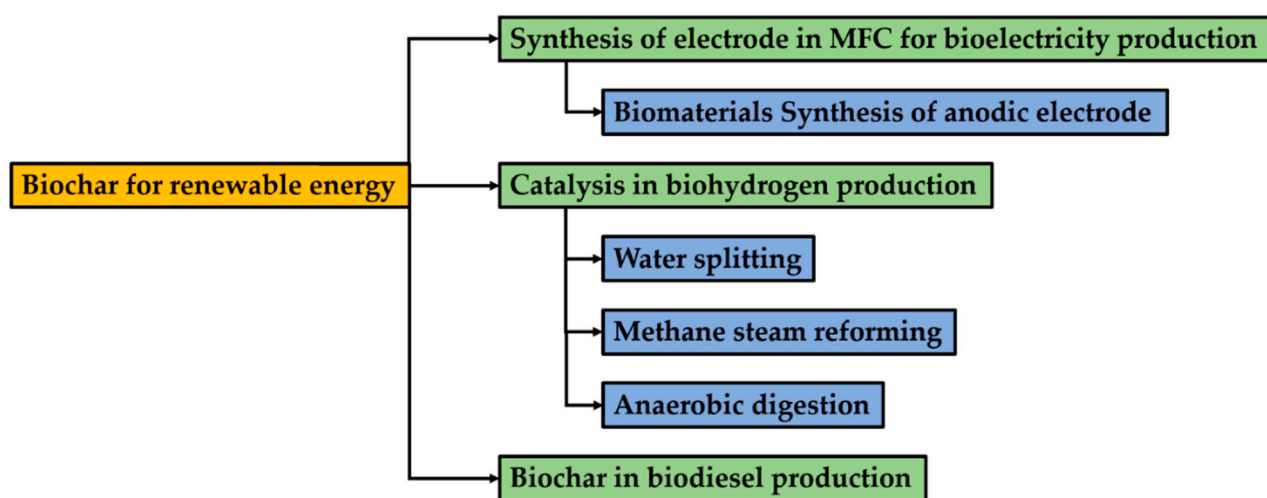 Synthesis of electrode in MFC for bioelectricity production
Biomaterials Synthesis of anodic electrode
Biochar for renewable energy
Catalysis in biohydrogen production
Water splitting
Methane steam reforming
Anaerobic digestion
Biochar in biodiesel production